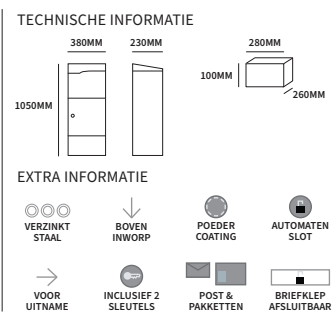 TECHNISCHE INFORMATIE
380MM
230MM
280MM
100MM
260MM
1050MM
EXTRA INFORMATIE
VERZINKT
STAAL
BOVEN
INWORP
POEDER
COATING
AUTOMATEN
SLOT
VOOR
UITNAME
INCLUSIEF 2
SLEUTELS
POST &
PAKKETTEN
BRIEFKLEP
AFSLUITBAAR